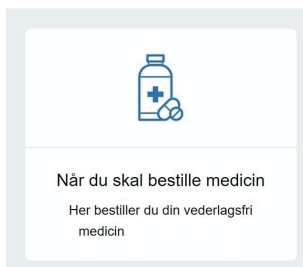 Når du skal bestille medicin
Her bestiller du din vederlagsfri
medicin